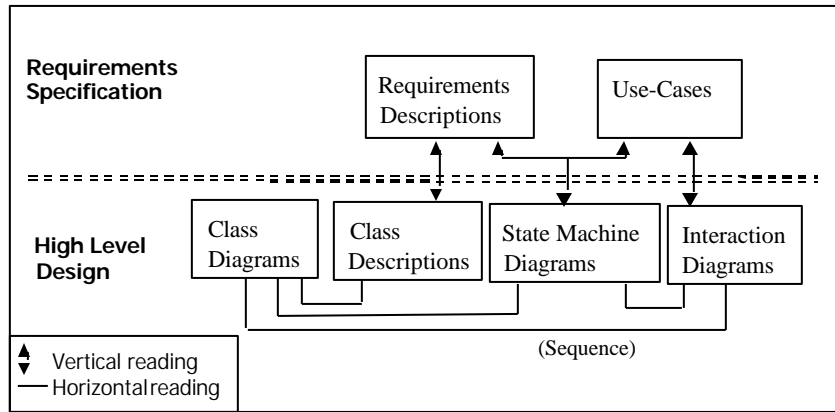 Requirements
Specification
Requirements
Descriptions
Use-Cases
High Level
Design
Class
Diagrams
Class
Descriptions
State Machine
Diagrams
Interaction
Diagrams
(Sequence)
Vertical reading
Horizontal reading